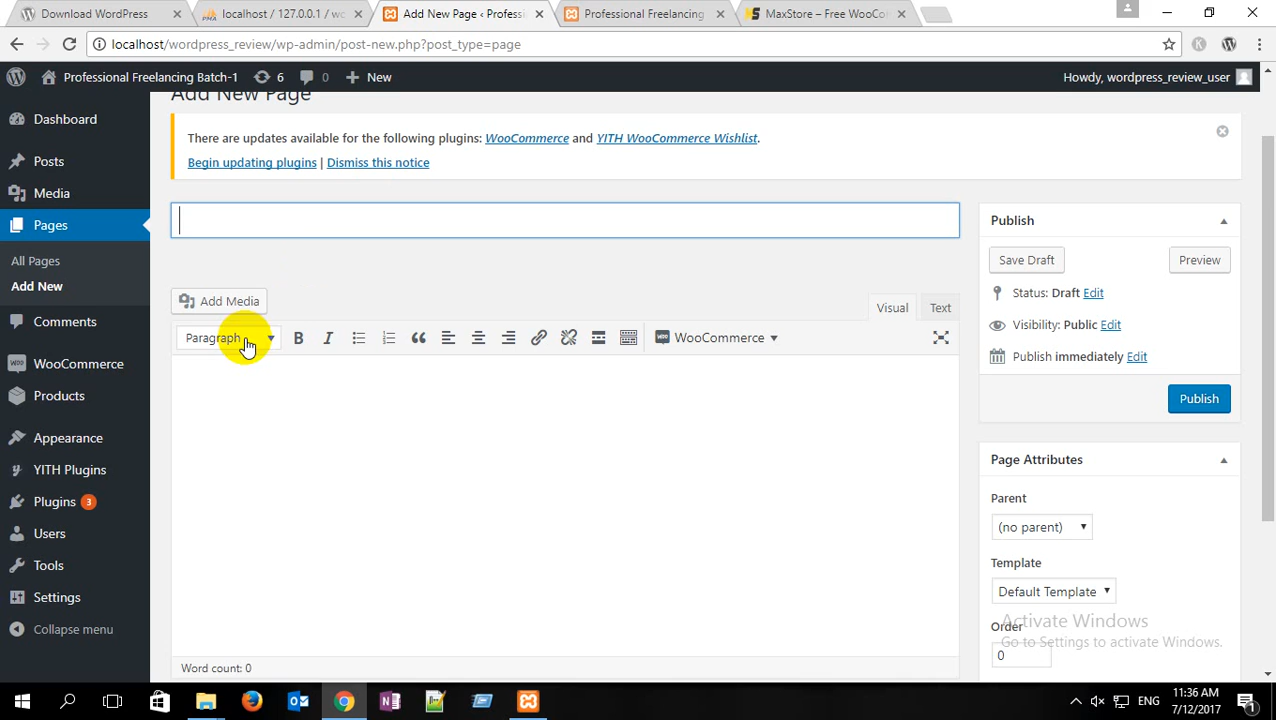 Download WordPress
localhost / 127.0.0.1 / wc
Add New Page ‹ Profess
Professional Freelancing
MaxStore – Free WooCo
localhost/wordpress_review/wp-admin/post-new.php?post_type=page
Professional Freelancing Batch-1
6
0
New
Howdy, wordpress_review_user
Add New Page
There are updates available for the following plugins: WooCommerce and YITH WooCommerce Wishlist.
Begin updating plugins | Dismiss this notice
Dashboard
Posts
Media
Pages
All Pages
Add New
Comments
WooCommerce
Products
Appearance
YITH Plugins
Plugins 3
Users
Tools
Settings
Collapse menu
Add Media
Visual
Text
Paragraph
B
I
WooCommerce
Word count: 0
Publish
Save Draft
Preview
Status: Draft Edit
Visibility: Public Edit
Publish immediately Edit
Publish
Page Attributes
Parent
(no parent)
Template
Default Template
Order
0
Activate Windows
Go to Settings to activate Windows.
ENG
11:36 AM
7/12/2017
1